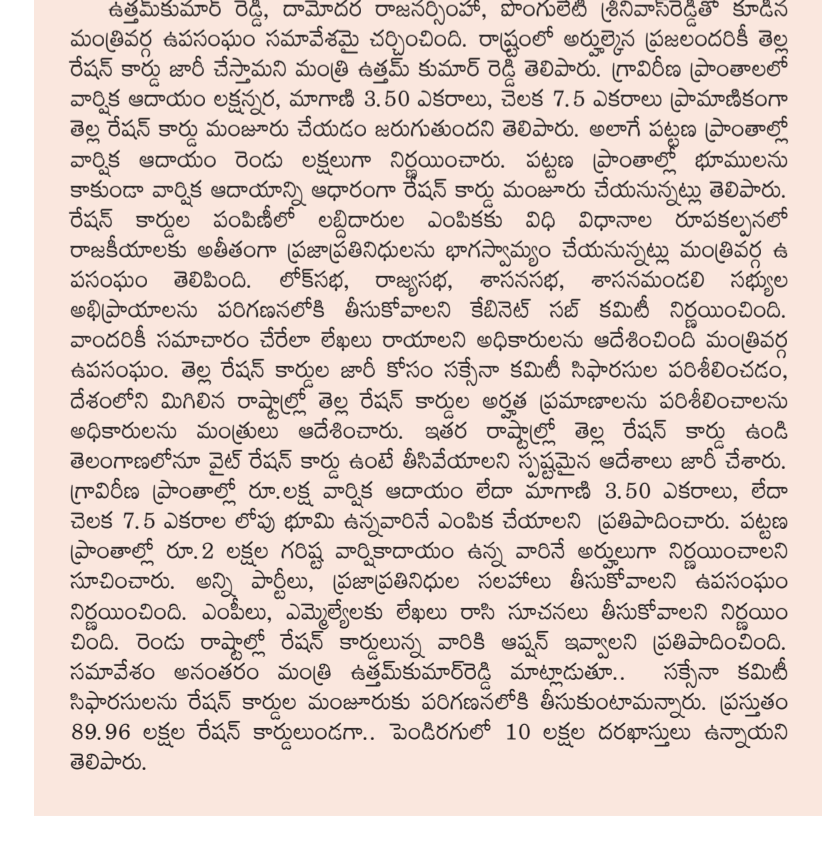 ఉత్తమ్‌కుమార్ రెడ్డి, దామోదర రాజనర్సింహా, పొంగులేటి శ్రీనివాస్‌రెడ్డితో కూడిన
మంత్రివర్గ ఉపసంఘం సమావేశమై చర్చించింది. రాష్ట్రంలో అర్హులైన ప్రజలందరికీ తెల్ల
రేషన్ కార్డు జారీ చేస్తామని మంత్రి ఉత్తమ్ కుమార్ రెడ్డి తెలిపారు. గ్రావిూణ ప్రాంతాలలో
వార్షిక ఆదాయం లక్షన్నర, మాగాణి 3.50 ఎకరాలు, చెలక 7.5 ఎకరాలు ప్రామాణికంగా
తెల్ల రేషన్ కార్డు మంజూరు చేయడం జరుగుతుందని తెలిపారు. అలాగే పట్టణ ప్రాంతాల్లో
వార్షిక ఆదాయం రెండు లక్షలుగా నిర్ణయించారు. పట్టణ ప్రాంతాల్లో భూములను
కాకుండా వార్షిక ఆదాయాన్ని ఆధారంగా రేషన్ కార్డు మంజూరు చేయనున్నట్లు తెలిపారు.
రేషన్ కార్డుల పంపిణీలో లబ్దిదారుల ఎంపికకు విధి విధానాల రూపకల్పనలో
రాజకీయాలకు అతీతంగా ప్రజాప్రతినిధులను భాగస్వామ్యం చేయనున్నట్లు మంత్రివర్గ ఉ
పసంఘం తెలిపింది. లోక్‌సభ, రాజ్యసభ, శాసనసభ, శాసనమండలి సభ్యుల
అభిప్రాయాలను పరిగణనలోకి తీసుకోవాలని కేబినెట్ సబ్ కమిటీ నిర్ణయించింది.
వాందరికీ సమాచారం చేరేలా లేఖలు రాయాలని అధికారులను ఆదేశించింది మంత్రివర్గ
ఉపసంఘం. తెల్ల రేషన్ కార్డుల జారీ కోసం సక్సేనా కమిటీ సిఫారసుల పరిశీలించడం,
దేశంలోని మిగిలిన రాష్ట్రాల్లో తెల్ల రేషన్ కార్డుల అర్హత ప్రమాణాలను పరిశీలించాలను
అధికారులను మంత్రులు ఆదేశించారు. ఇతర రాష్ట్రాల్లో తెల్ల రేషన్ కార్డు ఉండి
తెలంగాణలోనూ వైట్ రేషన్ కార్డు ఉంటే తీసివేయాలని స్పష్టమైన ఆదేశాలు జారీ చేశారు.
గ్రావిూణ ప్రాంతాల్లో రూ.లక్ష వార్షిక ఆదాయం లేదా మాగాణి 3.50 ఎకరాలు, లేదా
చెలక 7.5 ఎకరాల లోపు భూమి ఉన్నవారినే ఎంపిక చేయాలని ప్రతిపాదించారు. పట్టణ
ప్రాంతాల్లో రూ.2 లక్షల గరిష్ట వార్షికాదాయం ఉన్న వారినే అర్హులుగా నిర్ణయించాలని
సూచించారు. అన్ని పార్టీలు, ప్రజాప్రతినిధుల సలహాలు తీసుకోవాలని ఉపసంఘం
నిర్ణయించింది. ఎంపీలు, ఎమ్మెల్యేలకు లేఖలు రాసి సూచనలు తీసుకోవాలని నిర్ణయిం
చింది. రెండు రాష్ట్రాల్లో రేషన్ కార్డులున్న వారికి ఆప్షన్ ఇవ్వాలని ప్రతిపాదించింది.
సమావేశం అనంతరం మంత్రి ఉత్తమ్‌కుమార్‌రెడ్డి మాట్లాడుతూ.. సక్సేనా కమిటీ
సిఫారసులను రేషన్ కార్డుల మంజూరుకు పరిగణనలోకి తీసుకుంటామన్నారు. ప్రస్తుతం
89.96 లక్షల రేషన్ కార్డులుండగా.. పెండిరగులో 10 లక్షల దరఖాస్తులు ఉన్నాయని
తెలిపారు.